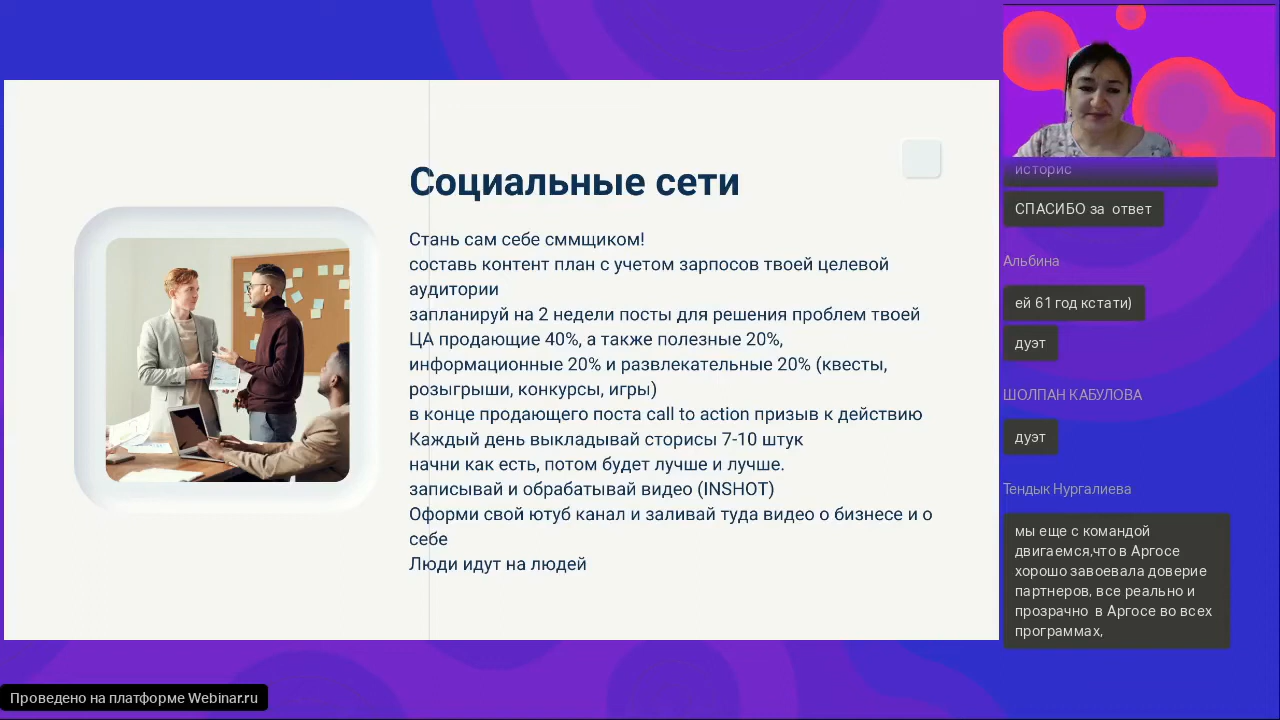 Социальные сети
Стань сам себе сммщиком!
составь контент план с учетом зарпосов твоей целевой
аудитории
запланируй на 2 недели посты для решения проблем твоей
ЦА продающие 40%, а также полезные 20%,
информационные 20% и развлекательные 20% (квесты,
розыгрыши, конкурсы, игры)
в конце продающего поста call to action призыв к действию
Каждый день выкладывай сторисы 7-10 штук
начни как есть, потом будет лучше и лучше.
записывай и обрабатывай видео (INSHOT)
Оформи свой ютуб канал и заливай туда видео о бизнесе и о
себе
Люди идут на людей
историс
СПАСИБО за ответ
Альбина
ей 61 год кстати)
дуэт
ШОЛПАН КАБУЛОВА
дуэт
Тендык Нургалиева
мы еще с командой
двигаемся,что в Аргосе
хорошо завоевала доверие
партнеров, все реально и
прозрачно в Аргосе во всех
программах,
Проведено на платформе Webinar.ru